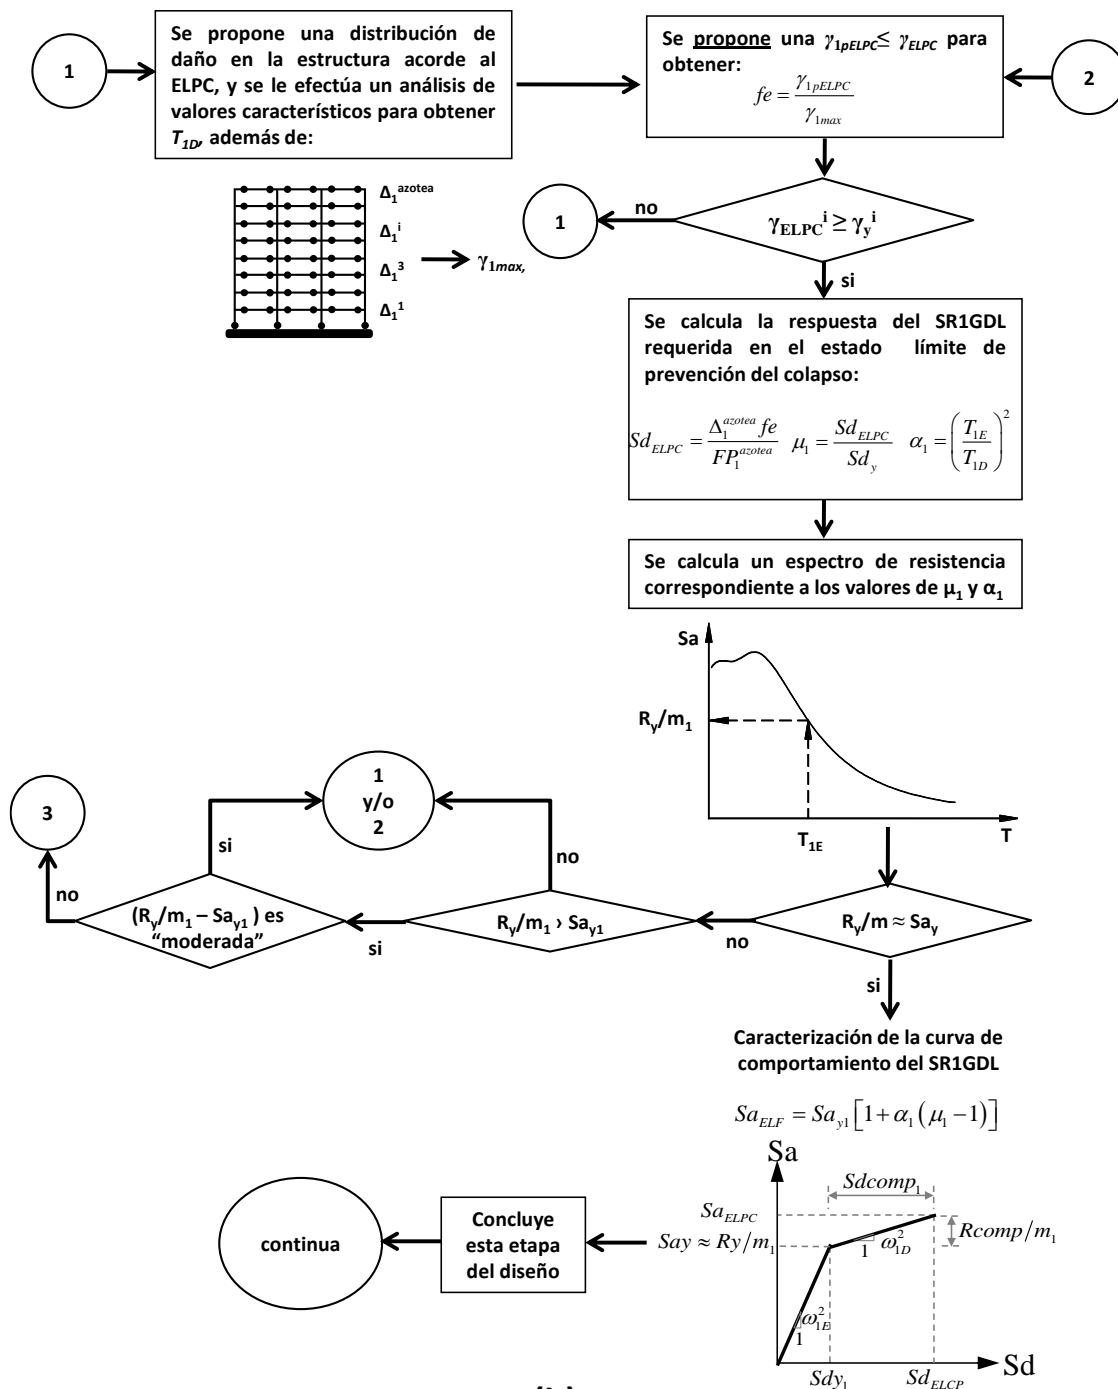 1
Se propone una distribución de
daño en la estructura acorde al
ELPC, y se le efectúa un análisis de
valores característicos para obtener
T1D, además de:
Se propone una γ1pELPC≤ γELPC para
obtener:
fe = γ1pELPC / γ1max
2
Δ1azotea
Δ1i
Δ13
Δ11
γ1max,
1
no
γELPCi ≥ γyi
si
Se calcula la respuesta del SR1GDL
requerida en el estado límite de
prevención del colapso:
SdELPC = Δ1azotea fe / FP1azotea μ1 = SdELPC / Sdy α1 = (T1E / T1D)2
Se calcula un espectro de resistencia
correspondiente a los valores de μ1 y α1
Sa
Ry/m1
T1E
T
3
1
y/o
2
si
no
no
(Ry/m1 – Say1 ) es
“moderada”
si
Ry/m1 › Say1
no
Ry/m ≈ Say
si
Caracterización de la curva de
comportamiento del SR1GDL
SaELF = Say1[1+ α1(μ1 −1)]
Sa
Sdcomp1
SaELPC
Say ≈ Ry/m1
ω1D2
1
Rcomp/m1
ω1E2
1
Sdy1
SdELCP
Sd
continua
Concluye
esta etapa
del diseño